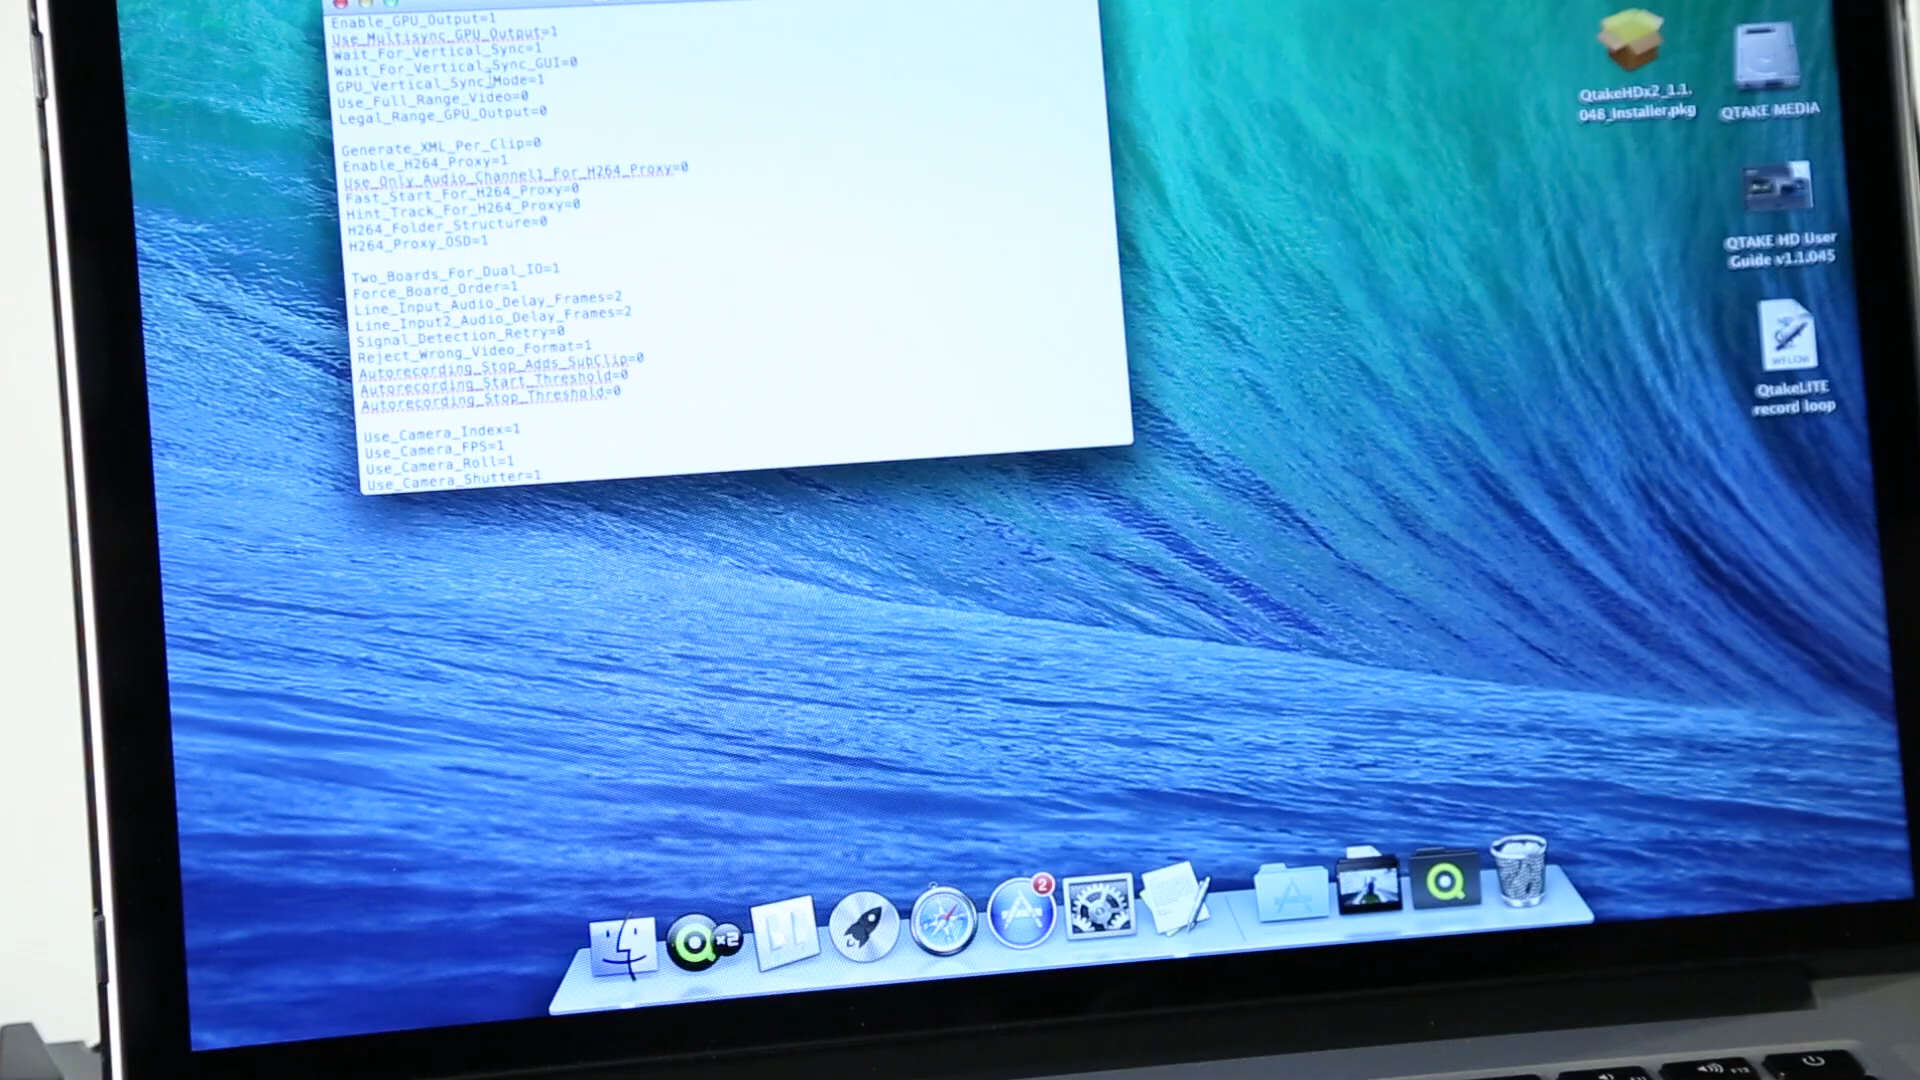 Enable_GPU_Output=1
Use_Multisync_GPU_Output=1
Wait_For_Vertical_Sync=1
Wait_For_Vertical_Sync_GUI=0
GPU_Vertical_Sync_Mode=1
Use_Full_Range_Video=0
Legal_Range_GPU_Output=0
Generate_XML_Per_Clip=0
Enable_H264_Proxy=1
Use_Only_Audio_Channel1_For_H264_Proxy=0
Fast_Start_For_H264_Proxy=0
Hint_Track_For_H264_Proxy=0
H264_Folder_Structure=0
H264_Proxy_OSD=1
Two_Boards_For_Dual_IO=1
Force_Board_Order=1
Line_Input_Audio_Delay_Frames=2
Line_Input2_Audio_Delay_Frames=2
Signal_Detection_Retry=0
Reject_Wrong_Video_Format=1
Autorecording_Stop_Adds_SubClip=0
Autorecording_Start_Threshold=0
Autorecording_Stop_Threshold=0
Use_Camera_Index=1
Use_Camera_FPS=1
Use_Camera_Roll=1
Use_Camera_Shutter=1
QtakeHDx2_1.1.
048_Installer.pkg
QTAKE MEDIA
QTAKE HD User
Guide v1.1.045
WFLOW
QtakeLITE
record loop
x2
2